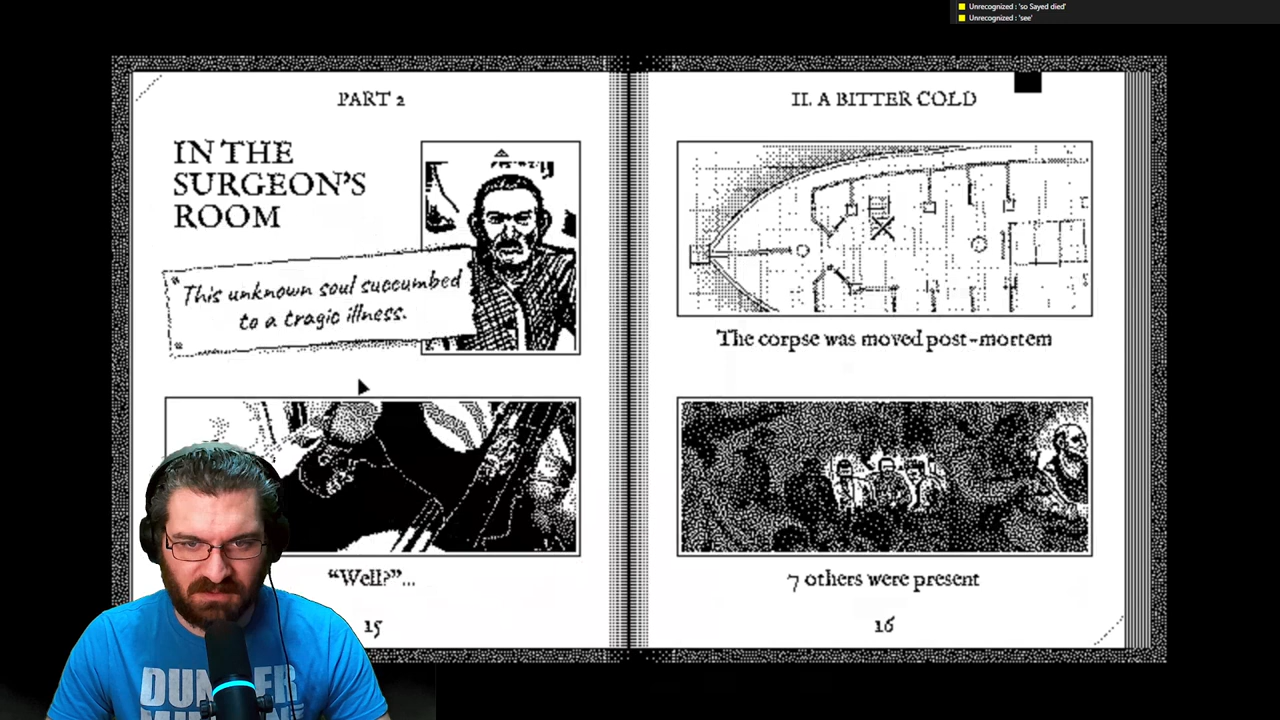 Unrecognized : 'so Sayed died'
Unrecognized : 'see'
PART 2
IN THE
SURGEON'S
ROOM
"This unknown soul succumbed
to a tragic illness."
"Well?"...
15
II. A BITTER COLD
The corpse was moved post-mortem
7 others were present
16